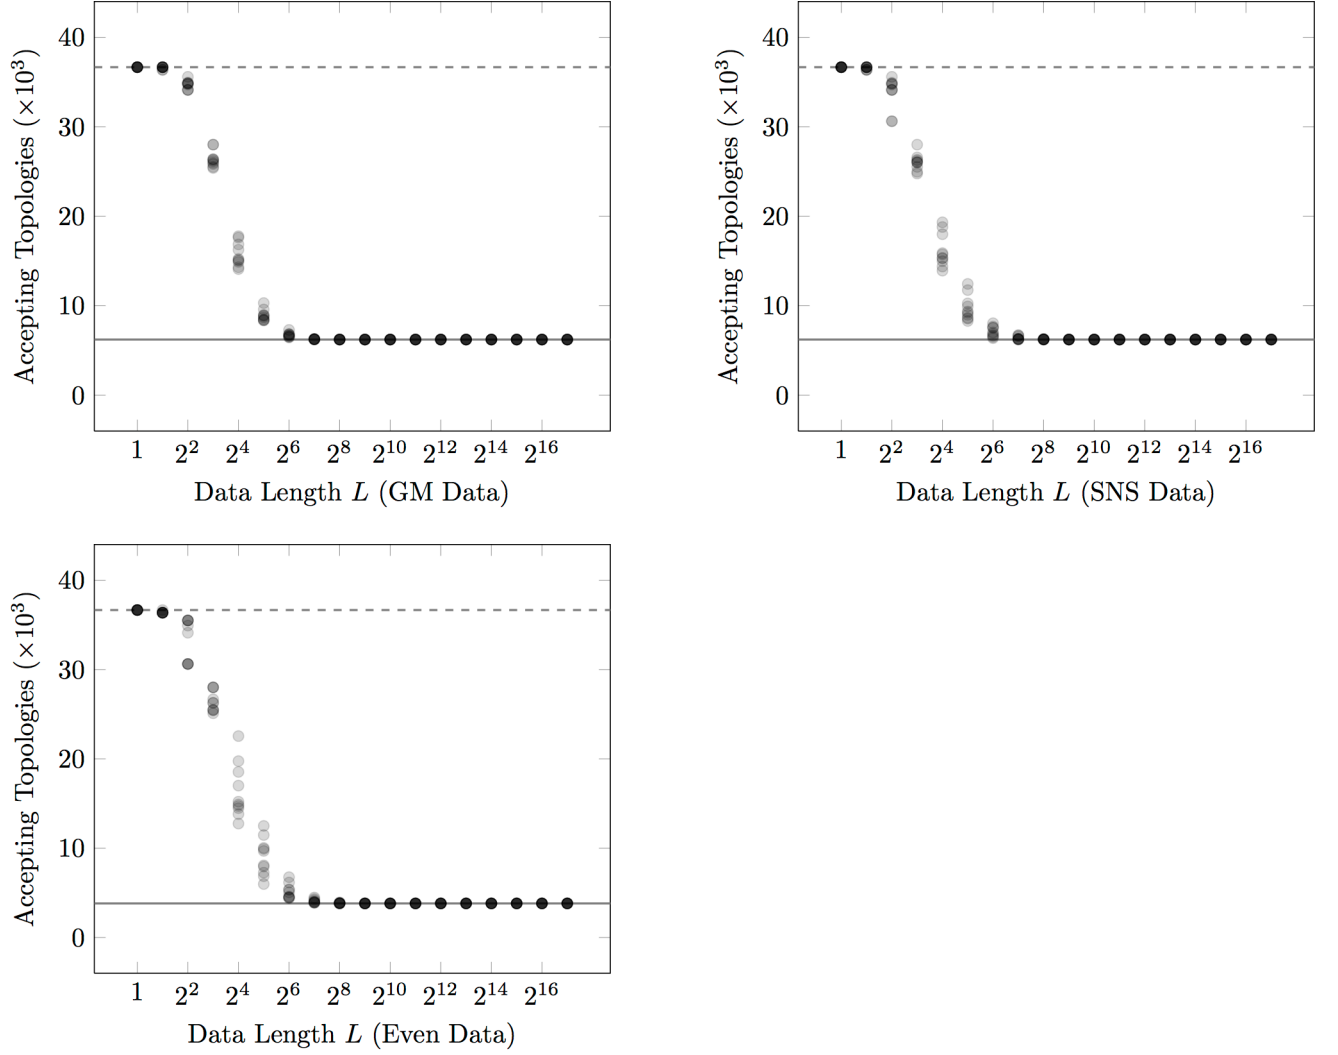 Accepting Topologies (×10³)
40
30
20
10
0
1 2² 2⁴ 2⁶ 2⁸ 2¹⁰ 2¹² 2¹⁴ 2¹⁶
Data Length L (GM Data)
Accepting Topologies (×10³)
40
30
20
10
0
1 2² 2⁴ 2⁶ 2⁸ 2¹⁰ 2¹² 2¹⁴ 2¹⁶
Data Length L (SNS Data)
Accepting Topologies (×10³)
40
30
20
10
0
1 2² 2⁴ 2⁶ 2⁸ 2¹⁰ 2¹² 2¹⁴ 2¹⁶
Data Length L (Even Data)